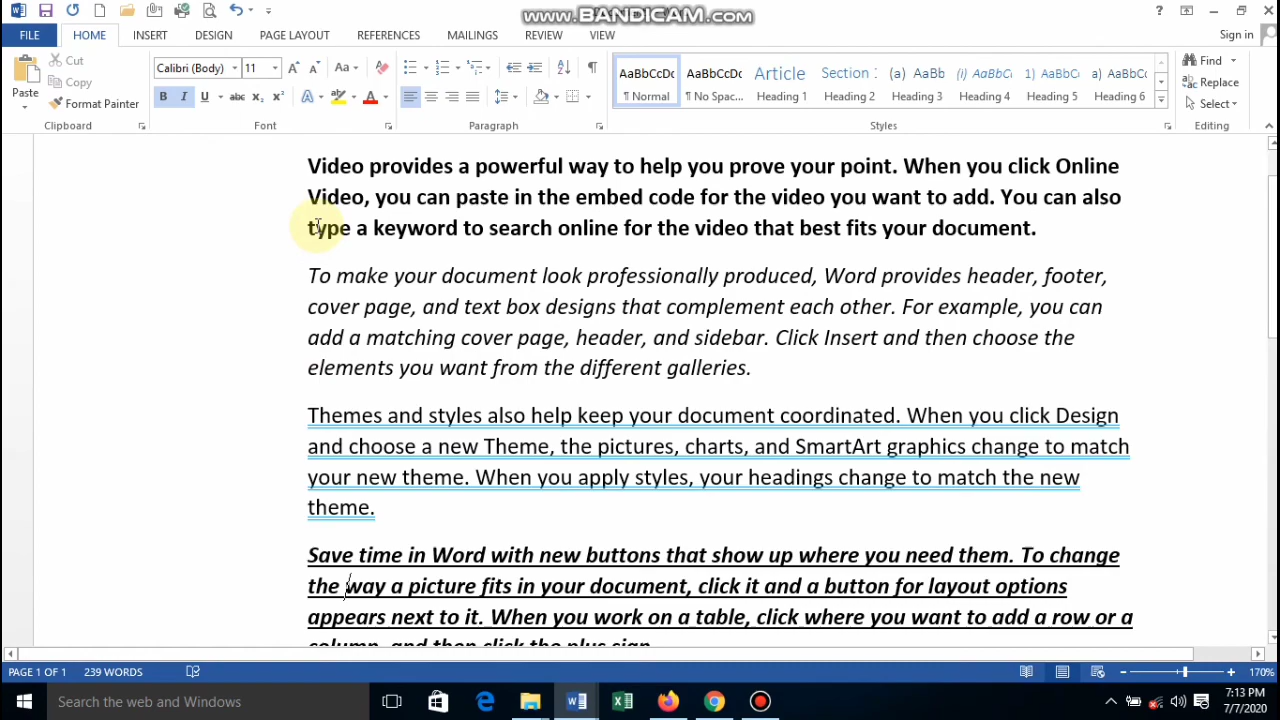 www.BANDICAM.com
Sign in
FILE HOME INSERT DESIGN PAGE LAYOUT REFERENCES MAILINGS REVIEW VIEW
Paste
Cut
Copy
Format Painter
Clipboard
Calibri (Body) 11
Font
Paragraph
AaBbCcDc AaBbCcDc Article Section (a) AaBb (i) AaBbC 1) AaBbC a) AaBbC
¶ Normal ¶ No Spac... Heading 1 Heading 2 Heading 3 Heading 4 Heading 5 Heading 6
Styles
Find
Replace
Select
Editing
Video provides a powerful way to help you prove your point. When you click Online
Video, you can paste in the embed code for the video you want to add. You can also
type a keyword to search online for the video that best fits your document.
To make your document look professionally produced, Word provides header, footer,
cover page, and text box designs that complement each other. For example, you can
add a matching cover page, header, and sidebar. Click Insert and then choose the
elements you want from the different galleries.
Themes and styles also help keep your document coordinated. When you click Design
and choose a new Theme, the pictures, charts, and SmartArt graphics change to match
your new theme. When you apply styles, your headings change to match the new
theme.
Save time in Word with new buttons that show up where you need them. To change
the way a picture fits in your document, click it and a button for layout options
appears next to it. When you work on a table, click where you want to add a row or a
column, and then click the plus sign.
PAGE 1 OF 1 239 WORDS 170%
Search the web and Windows
7:13 PM
7/7/2020